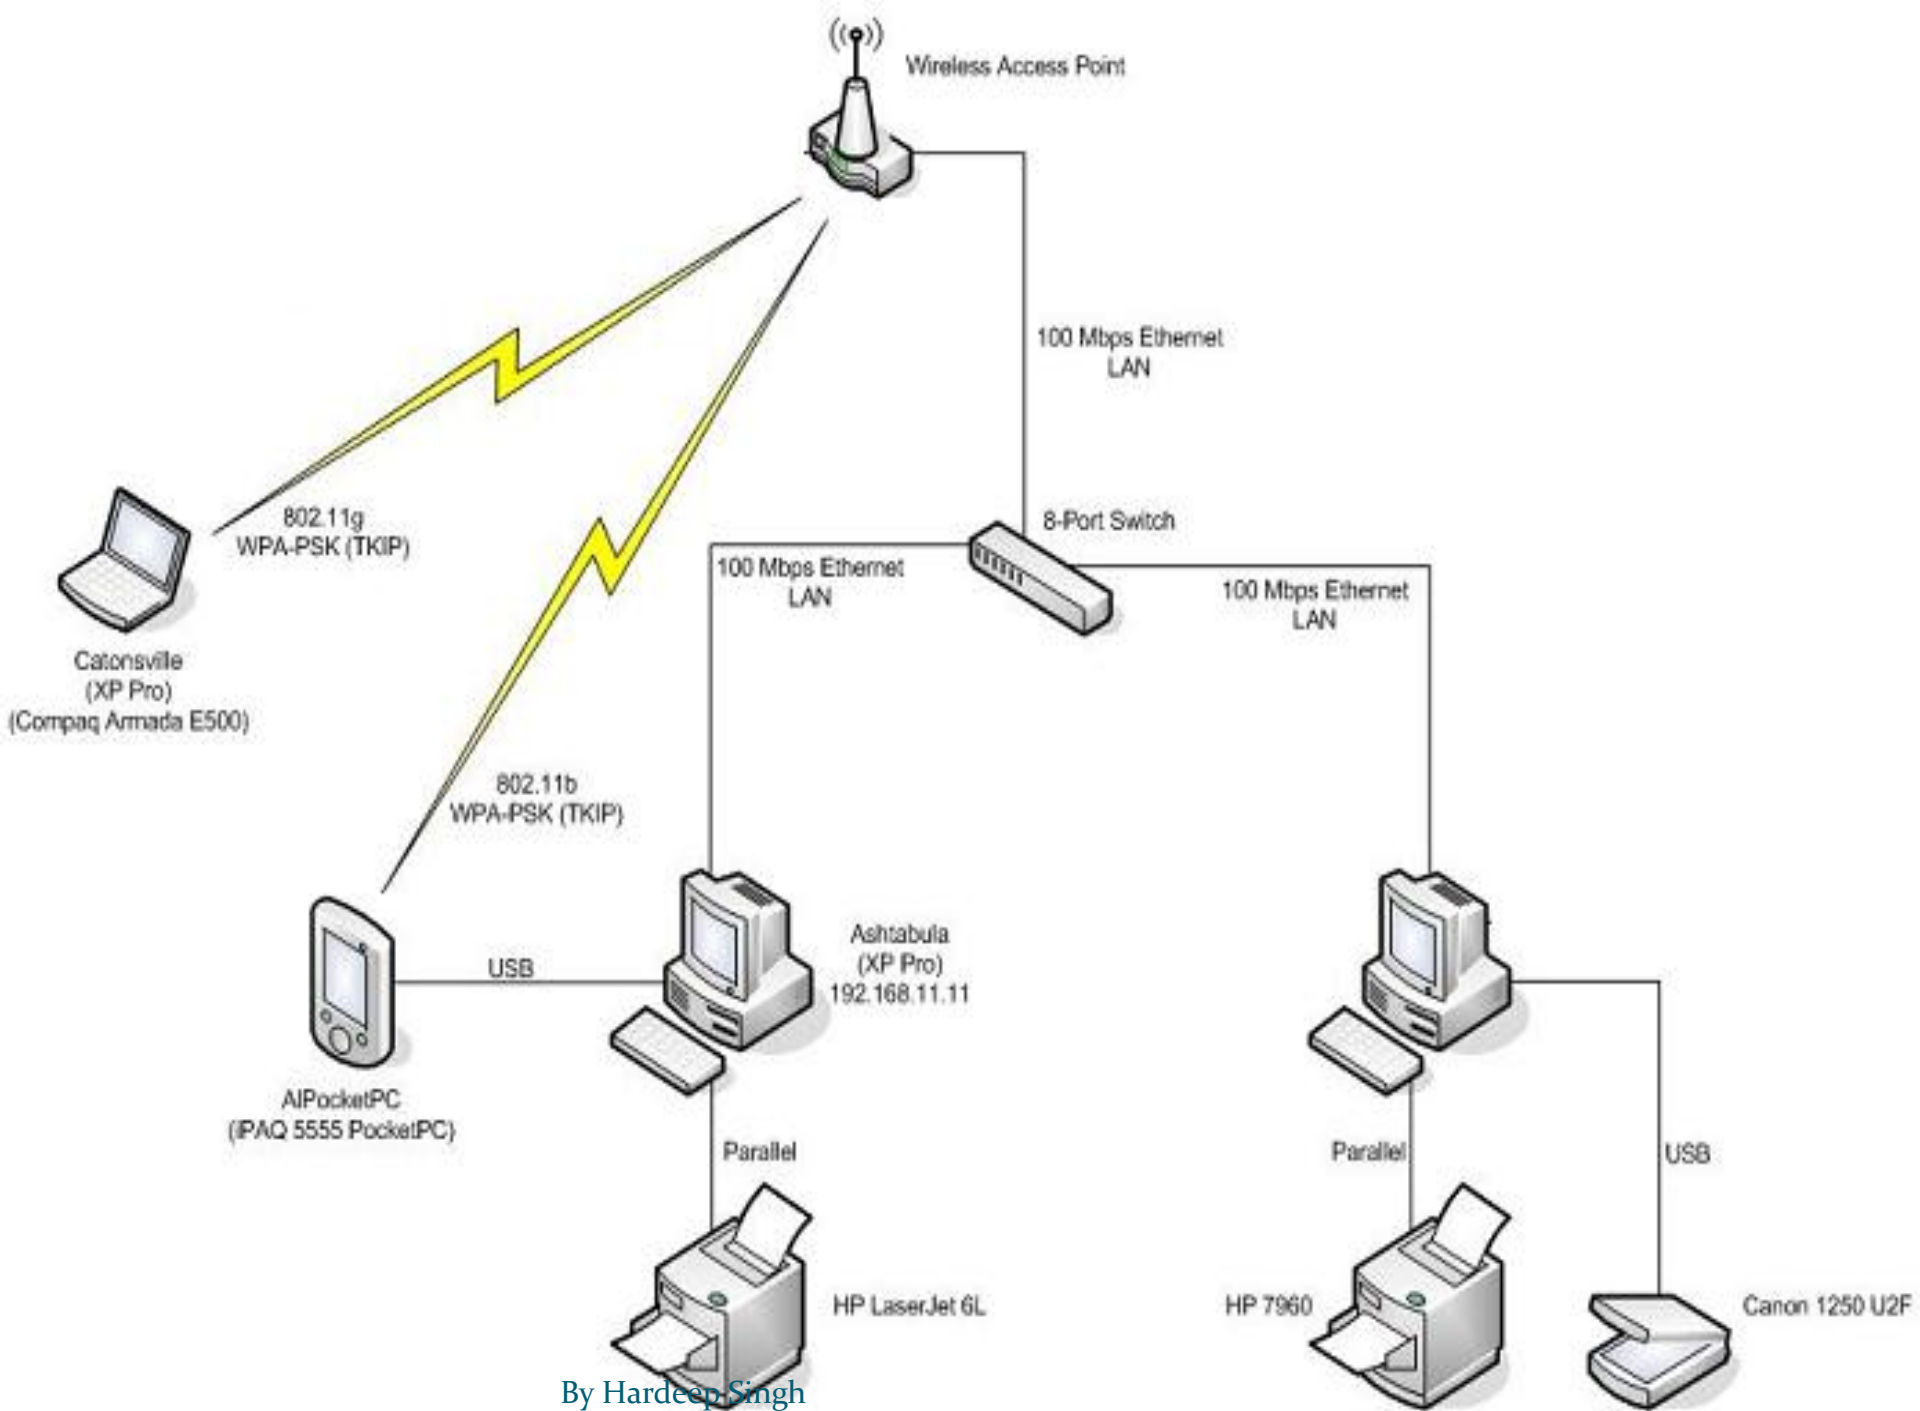 Wireless Access Point
100 Mbps Ethernet
LAN
8-Port Switch
802.11g
WPA-PSK (TKIP)
100 Mbps Ethernet
LAN
100 Mbps Ethernet
LAN
Catonsville
(XP Pro)
(Compaq Armada E500)
802.11b
WPA-PSK (TKIP)
USB
Ashtabula
(XP Pro)
192.168.11.11
AlPocketPC
(iPAQ 5555 PocketPC)
Parallel
Parallel
USB
HP LaserJet 6L
HP 7960
Canon 1250 U2F
By Hardeep Singh